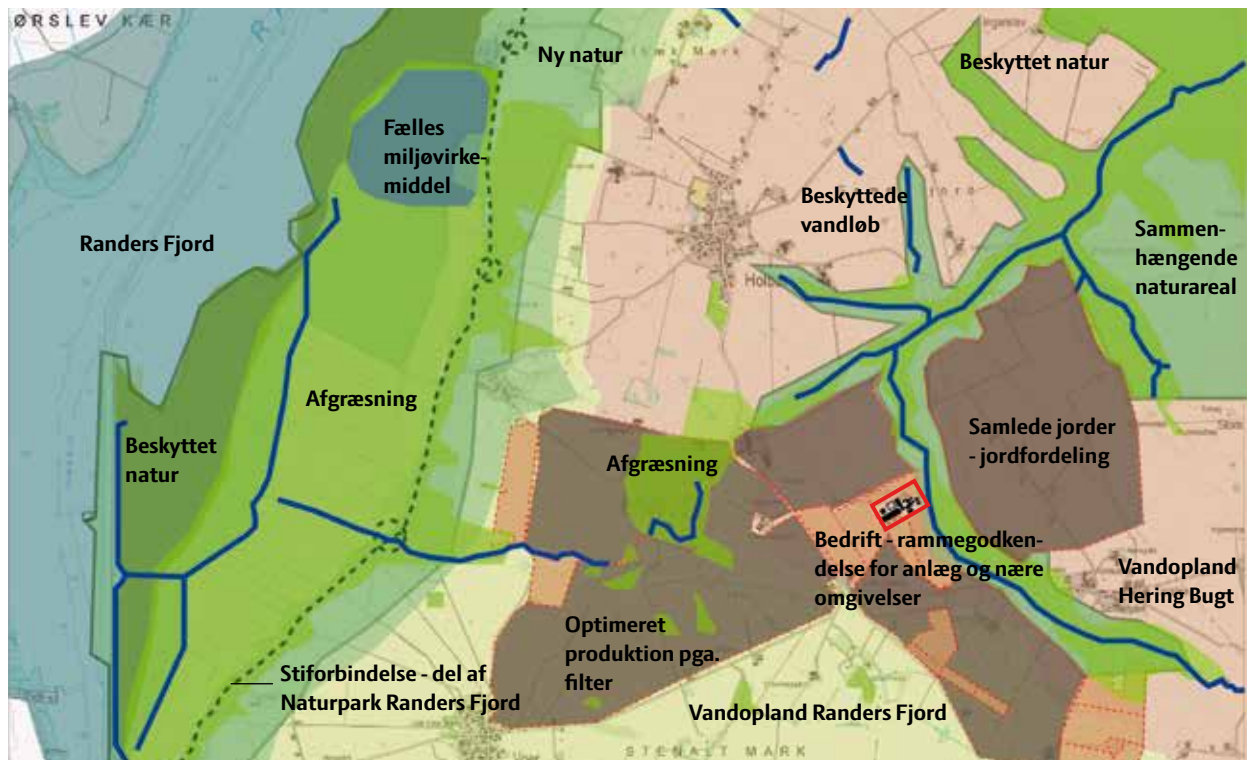 ØRSLEV KÆR
Ny natur
Beskyttet natur
Fælles
miljøvirke-
middel
Beskyttede
vandløb
Randers Fjord
Sammen-
hængende
naturareal
Afgræsning
Beskyttet
natur
Afgræsning
Samlede jorder
- jordfordeling
Bedrift - rammegodken-
delse for anlæg og nære
omgivelser
Vandopland
Hering Bugt
Optimeret
produktion pga.
filter
Stiforbindelse - del af
Naturpark Randers Fjord
Vandopland Randers Fjord
STENALT MARK